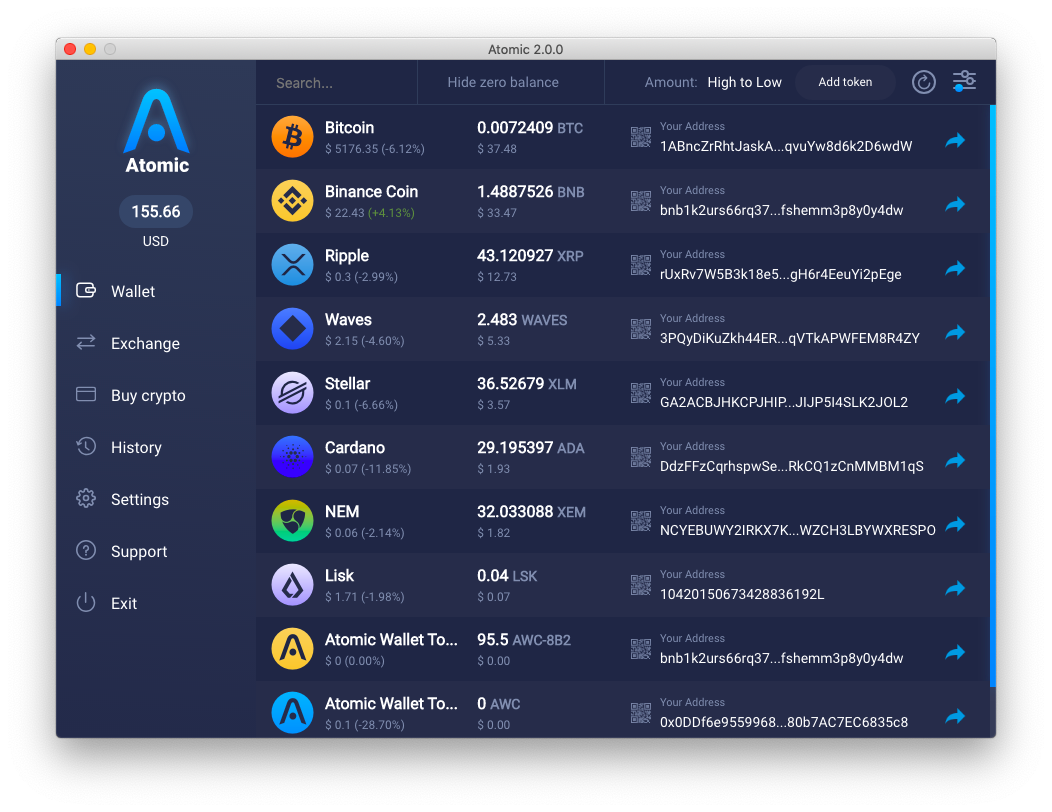 Atomic 2.0.0
Atomic
155.66
USD
Wallet
Exchange
Buy crypto
History
Settings
Support
Exit
Search...
Hide zero balance
Amount: High to Low
Add token
Bitcoin
$ 5176.35 (-6.12%)
0.0072409 BTC
$ 37.48
Your Address
1ABncZrRhtJaskA...qvuYw8d6k2D6wdW
Binance Coin
$ 22.43 (+4.13%)
1.4887526 BNB
$ 33.47
Your Address
bnb1k2urs66rq37...fshemm3p8y0y4dw
Ripple
$ 0.3 (-2.99%)
43.120927 XRP
$ 12.73
Your Address
rUxRv7W5B3k18e5...gH6r4EeuYi2pEge
Waves
$ 2.15 (-4.60%)
2.483 WAVES
$ 5.33
Your Address
3PQyDiKuZkh44ER...qVTkAPWFEM8R4ZY
Stellar
$ 0.1 (-6.66%)
36.52679 XLM
$ 3.57
Your Address
GA2ACBJHKCPJHIP...JIJP5I4SLK2JOL2
Cardano
$ 0.07 (-11.85%)
29.195397 ADA
$ 1.93
Your Address
DdzFFzCqrhspwSe...RkCQ1zCnMMBM1qS
NEM
$ 0.06 (-2.14%)
32.033088 XEM
$ 1.82
Your Address
NCYEBUWY2IRKX7K...WZCH3LBYWXRESPO
Lisk
$ 1.71 (-1.98%)
0.04 LSK
$ 0.07
Your Address
10420150673428836192L
Atomic Wallet To...
$ 0 (0.00%)
95.5 AWC-8B2
$ 0.00
Your Address
bnb1k2urs66rq37...fshemm3p8y0y4dw
Atomic Wallet To...
$ 0.1 (-28.70%)
0 AWC
$ 0.00
Your Address
0x0DDf6e9559968...80b7AC7EC6835c8